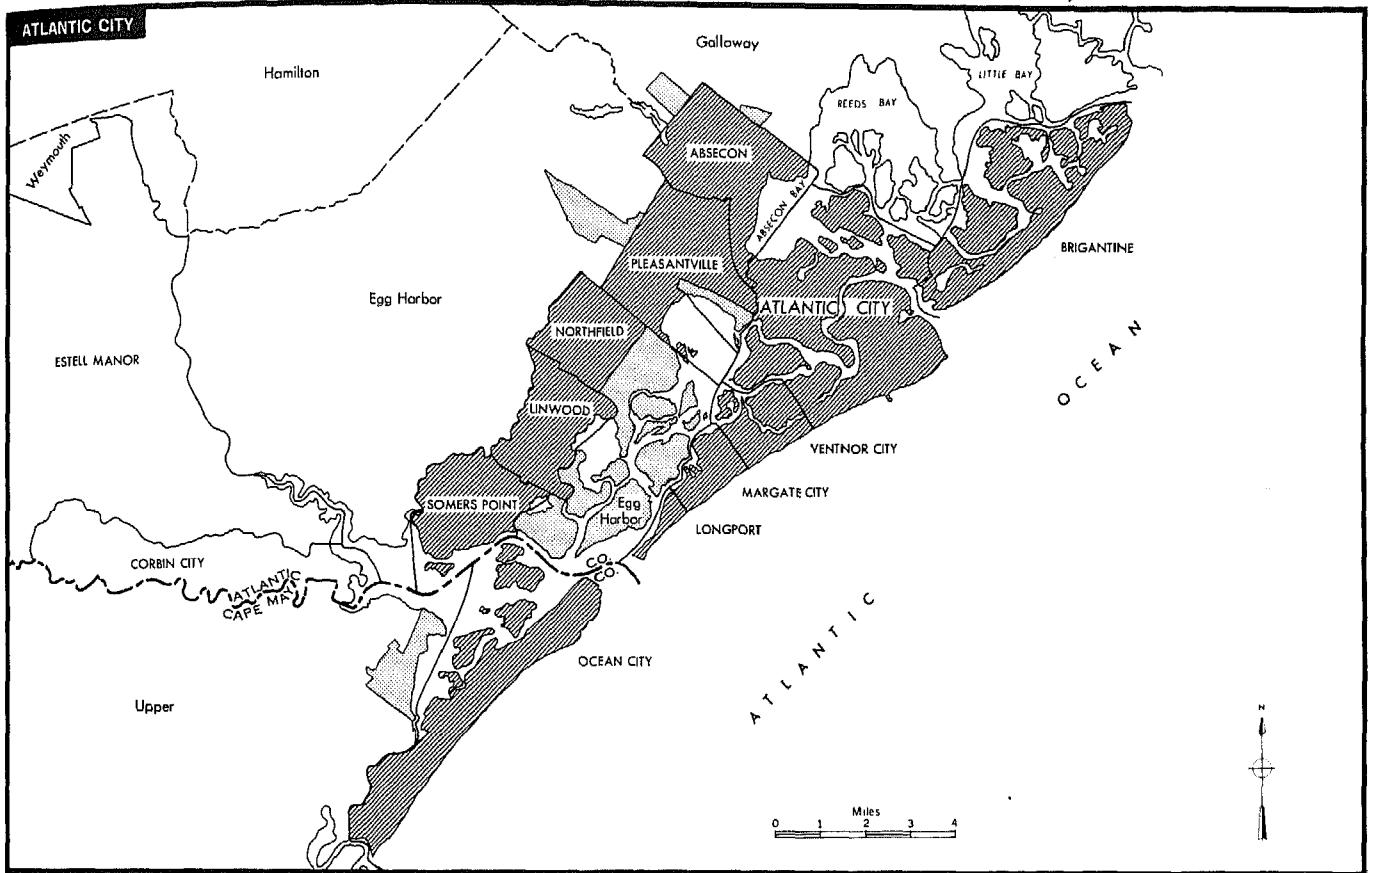 ATLANTIC CITY
Hamilton
Galloway
LITTLE BAY
REEDS BAY
Weymouth
ABSECON
ABSECON BAY
BRIGANTINE
PLEASANTVILLE
Egg Harbor
ATLANTIC CITY
NORTHFIELD
ESTELL MANOR
OCEAN
LINWOOD
VENTNOR CITY
MARGATE CITY
SOMERS POINT
Egg
Harbor
LONGPORT
CORBIN CITY
CO.
CO.
ATLANTIC
CAPE MAY
ATLANTIC
OCEAN CITY
Upper
N
Miles
0 1 2 3 4